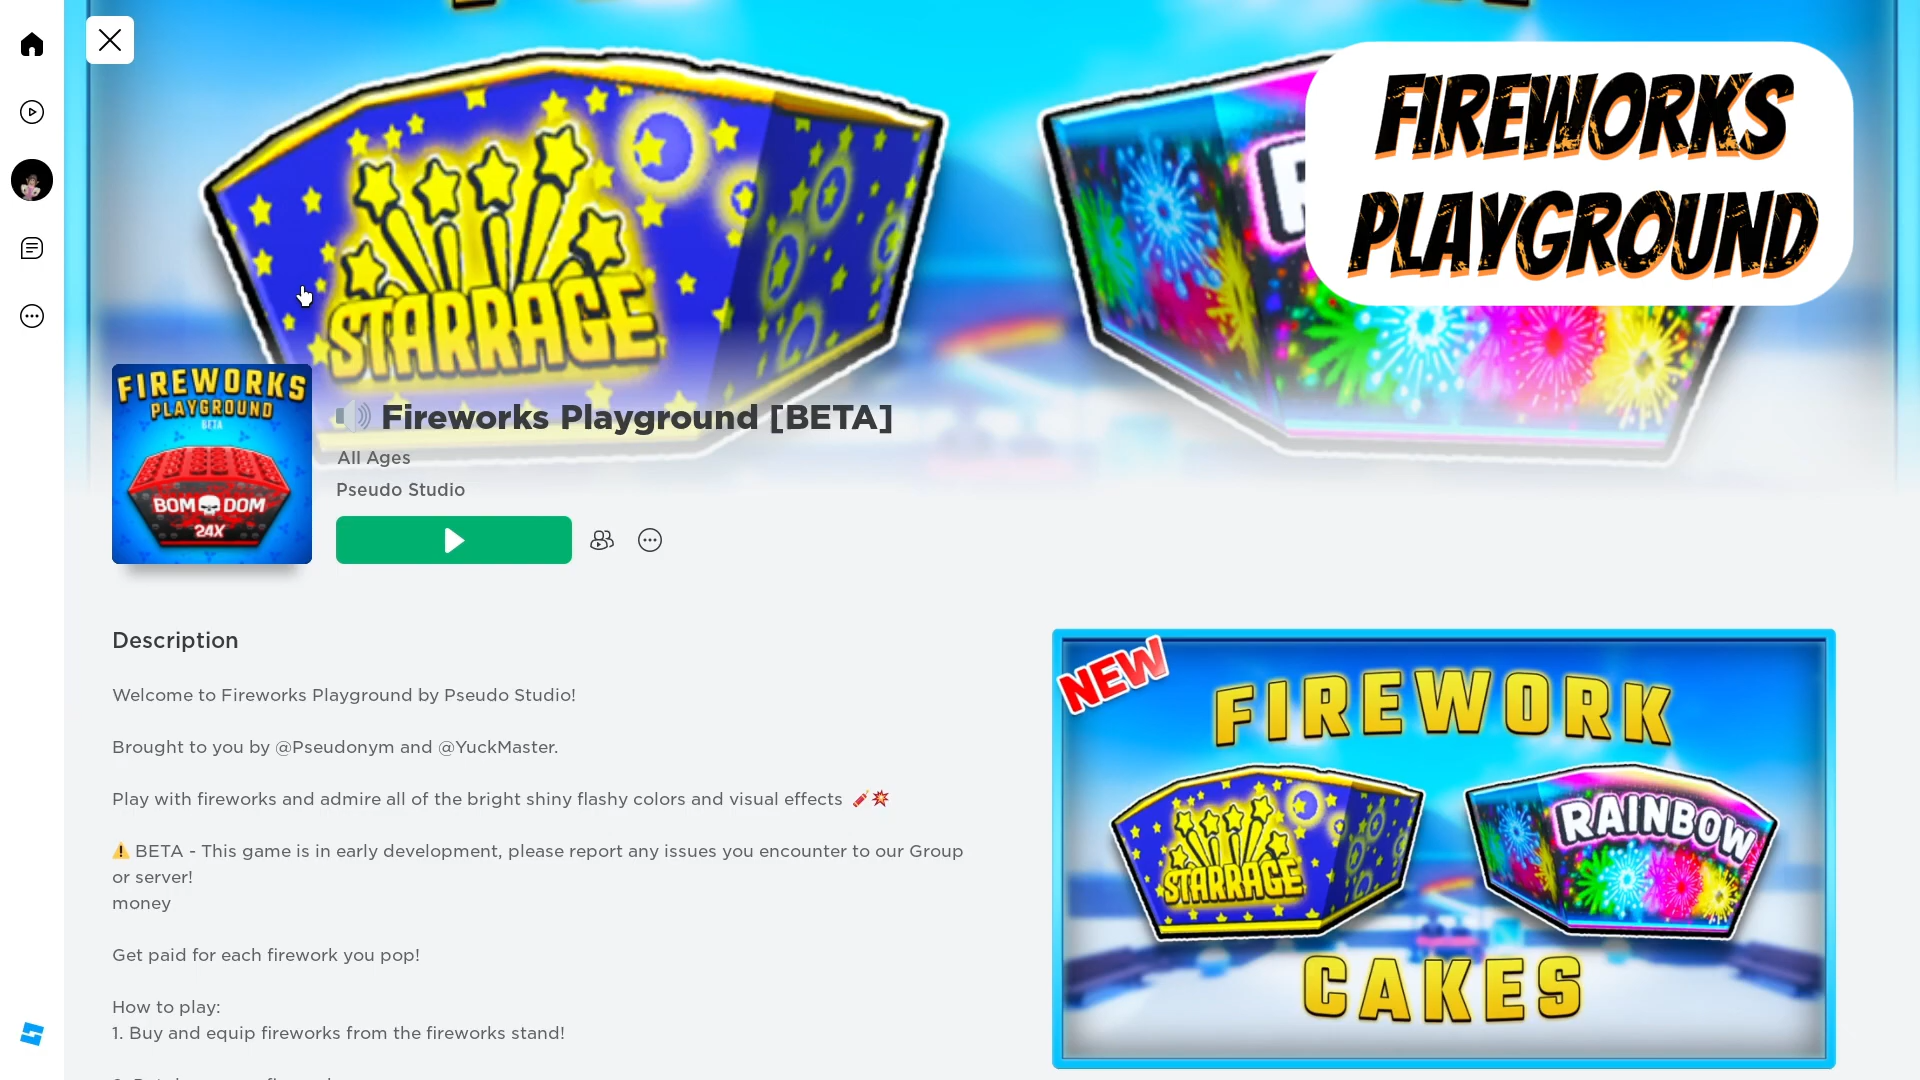 FIREWORKS
PLAYGROUND
STARRAGE
FIREWORKS
PLAYGROUND
BETA
BOM DOM
24X
Fireworks Playground [BETA]
All Ages
Pseudo Studio
Description
Welcome to Fireworks Playground by Pseudo Studio!
Brought to you by @Pseudonym and @YuckMaster.
Play with fireworks and admire all of the bright shiny flashy colors and visual effects 🧨💥
⚠️ BETA - This game is in early development, please report any issues you encounter to our Group
or server!
money
Get paid for each firework you pop!
How to play:
1. Buy and equip fireworks from the fireworks stand!
NEW
FIREWORK
STARRAGE
RAINBOW
CAKES